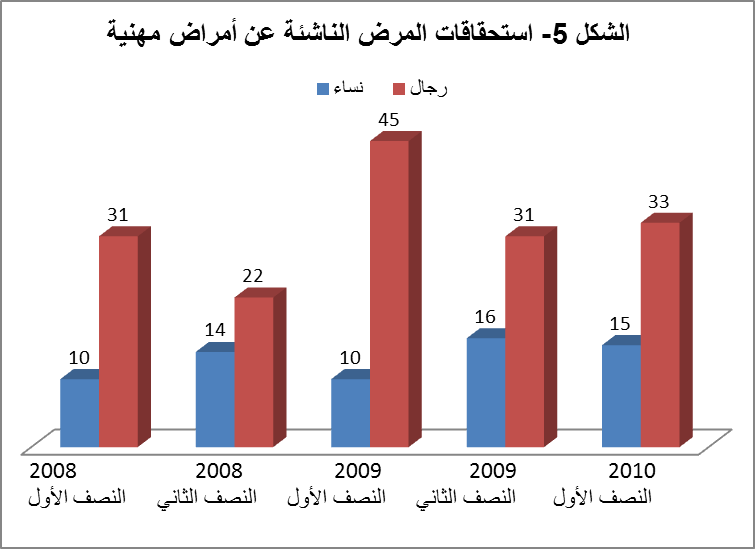 الشكل 5- استحقاقات المرض الناشئة عن أمراض مهنية
نساء رجال
45
31 31 33
22
14 16 15
10 10
2008 2008 2009 2009 2010
النصف الأول النصف الثاني النصف الأول النصف الثاني النصف الأول